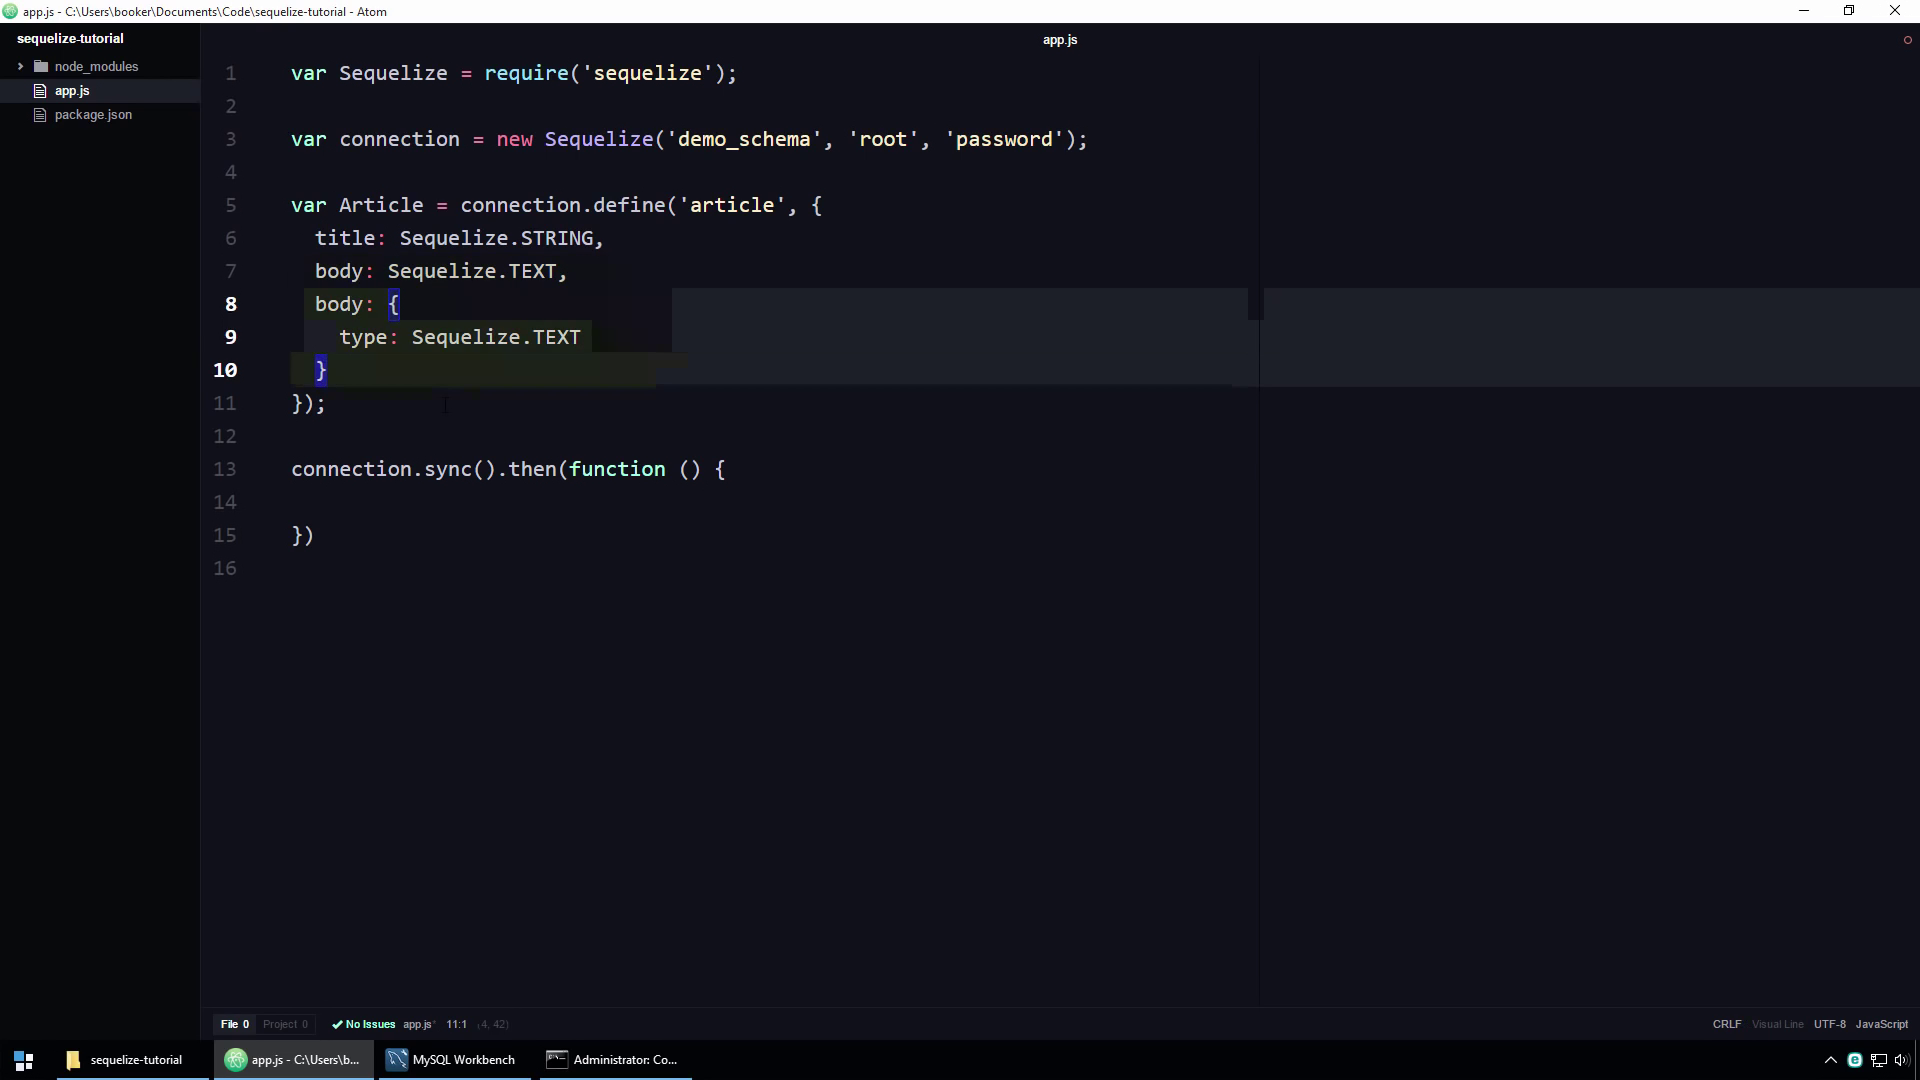 app.js - C:\Users\booker\Documents\Code\sequelize-tutorial - Atom
sequelize-tutorial
node_modules
app.js
package.json
app.js
1 var Sequelize = require('sequelize');
2
3 var connection = new Sequelize('demo_schema', 'root', 'password');
4
5 var Article = connection.define('article', {
6 title: Sequelize.STRING,
7 body: Sequelize.TEXT,
8 body: {
9 type: Sequelize.TEXT
10 }
11 });
12
13 connection.sync().then(function () {
14
15 })
16
File 0 Project 0 No Issues app.js* 11:1 (4, 42) CRLF Visual Line UTF-8 JavaScript
sequelize-tutorial app.js - C:\Users\b... MySQL Workbench Administrator: Co...